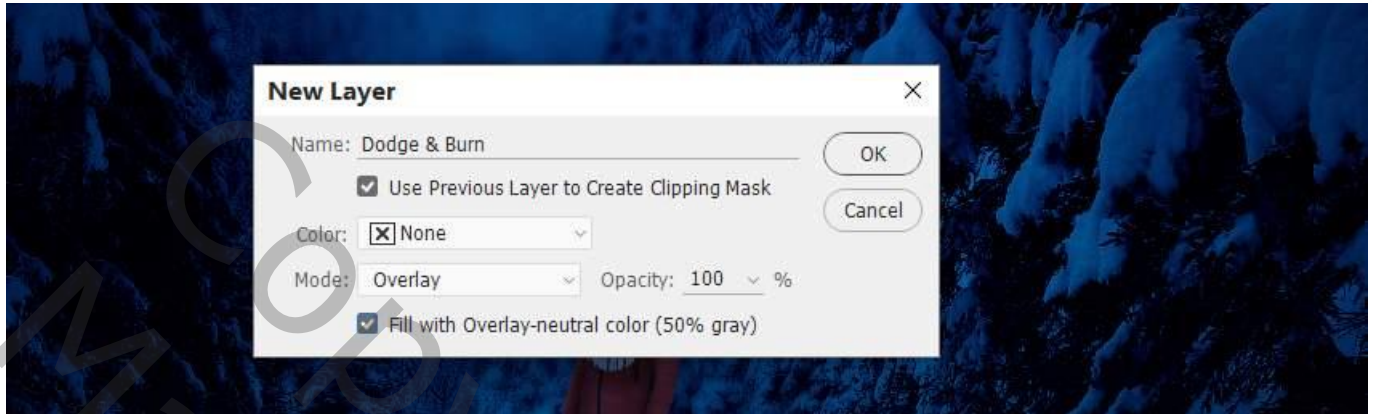 New Layer
Name: Dodge & Burn
OK
Use Previous Layer to Create Clipping Mask
Cancel
Color: None
Mode: Overlay Opacity: 100 %
Fill with Overlay-neutral color (50% gray)